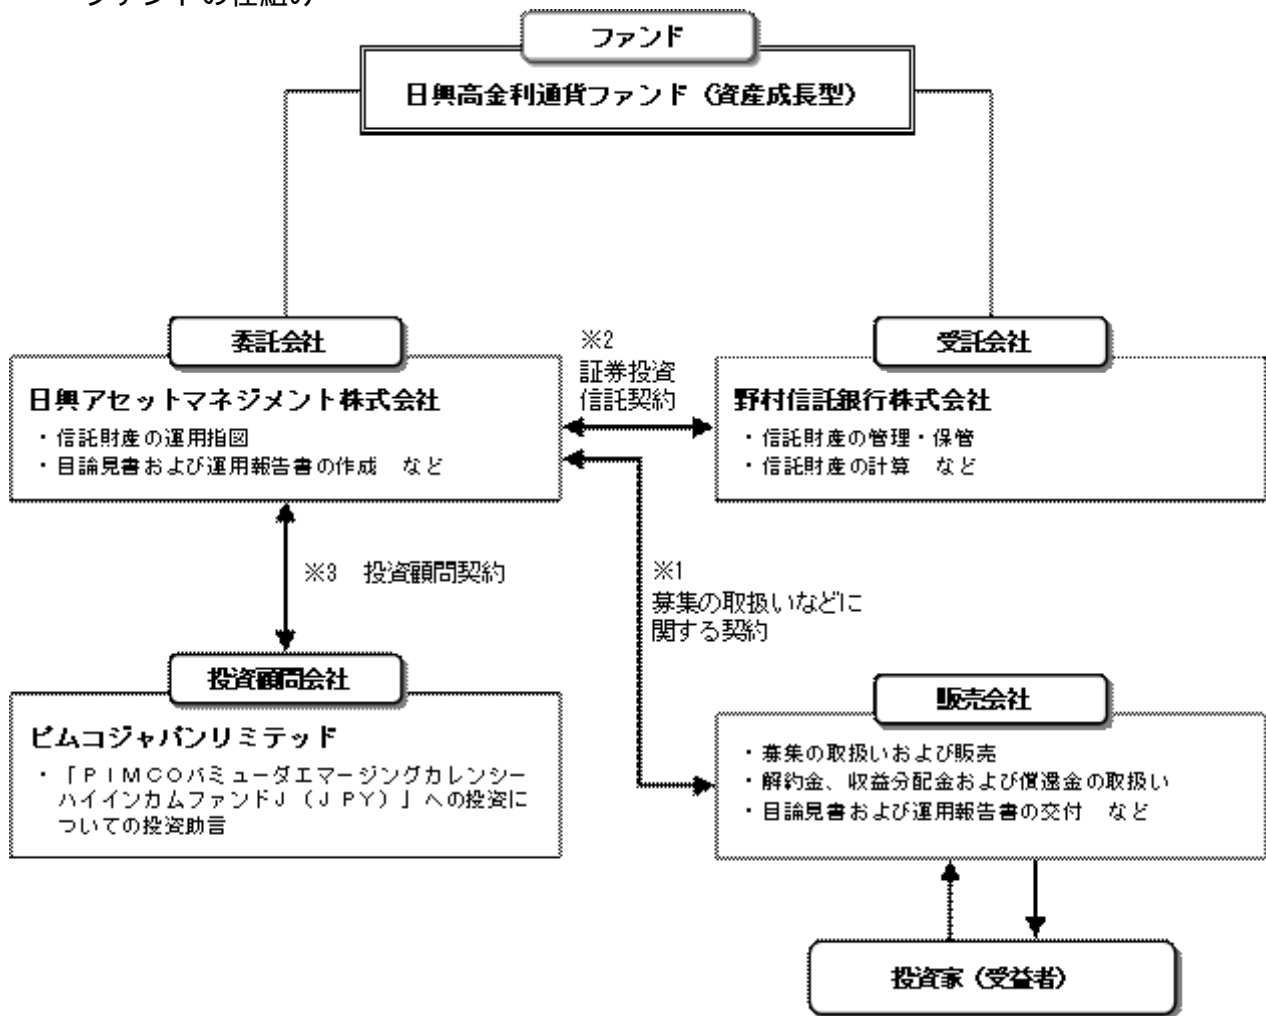 ファンドの仕組み
ファンド
日興高金利通貨ファンド（資産成長型）
委託会社
日興アセットマネジメント株式会社
・信託財産の運用指図
・目論見書および運用報告書の作成　など
※2
証券投資
信託契約
受託会社
野村信託銀行株式会社
・信託財産の管理・保管
・信託財産の計算　など
※3　投資顧問契約
※1
募集の取扱いなどに
関する契約
投資顧問会社
ピムコジャパンリミテッド
・「ＰＩＭＣＯバミューダエマージングカレンシー
ハイインカムファンドＪ（ＪＰＹ）」への投資に
ついての投資助言
販売会社
・募集の取扱いおよび販売
・解約金、収益分配金および償還金の取扱い
・目論見書および運用報告書の交付　など
投資家（受益者）